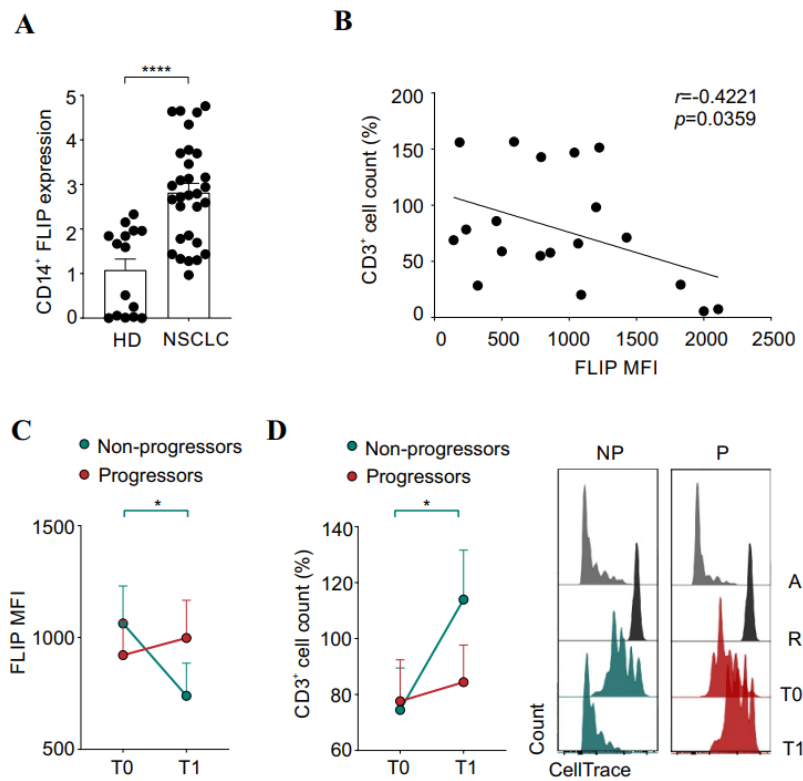 A
****
CD14⁺ FLIP expression
5
4
3
2
1
0
HD
NSCLC
B
CD3⁺ cell count (%)
200
150
100
50
0
r=-0.4221
p=0.0359
0
500
1000
1500
2000
2500
FLIP MFI
C
Non-progressors
Progressors
*
FLIP MFI
1500
1000
500
T0
T1
D
Non-progressors
Progressors
*
CD3⁺ cell count (%)
140
120
100
80
60
T0
T1
NP
P
A
R
T0
T1
Count
CellTrace